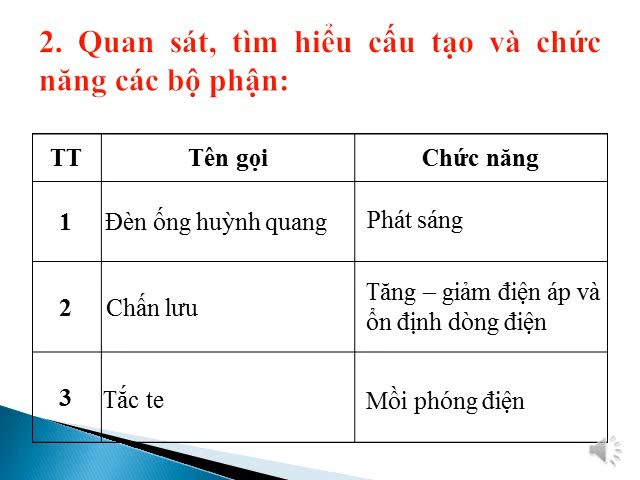 2. Quan sát, tìm hiểu cấu tạo và chức
năng các bộ phận:
TT Tên gọi Chức năng
1 Đèn ống huỳnh quang Phát sáng
2 Chấn lưu Tăng – giảm điện áp và
ổn định dòng điện
3 Tắc te Mồi phóng điện